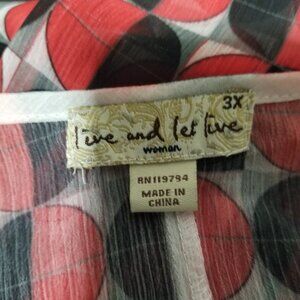 3X
live and let live
woman
RN119794
MADE IN
CHINA